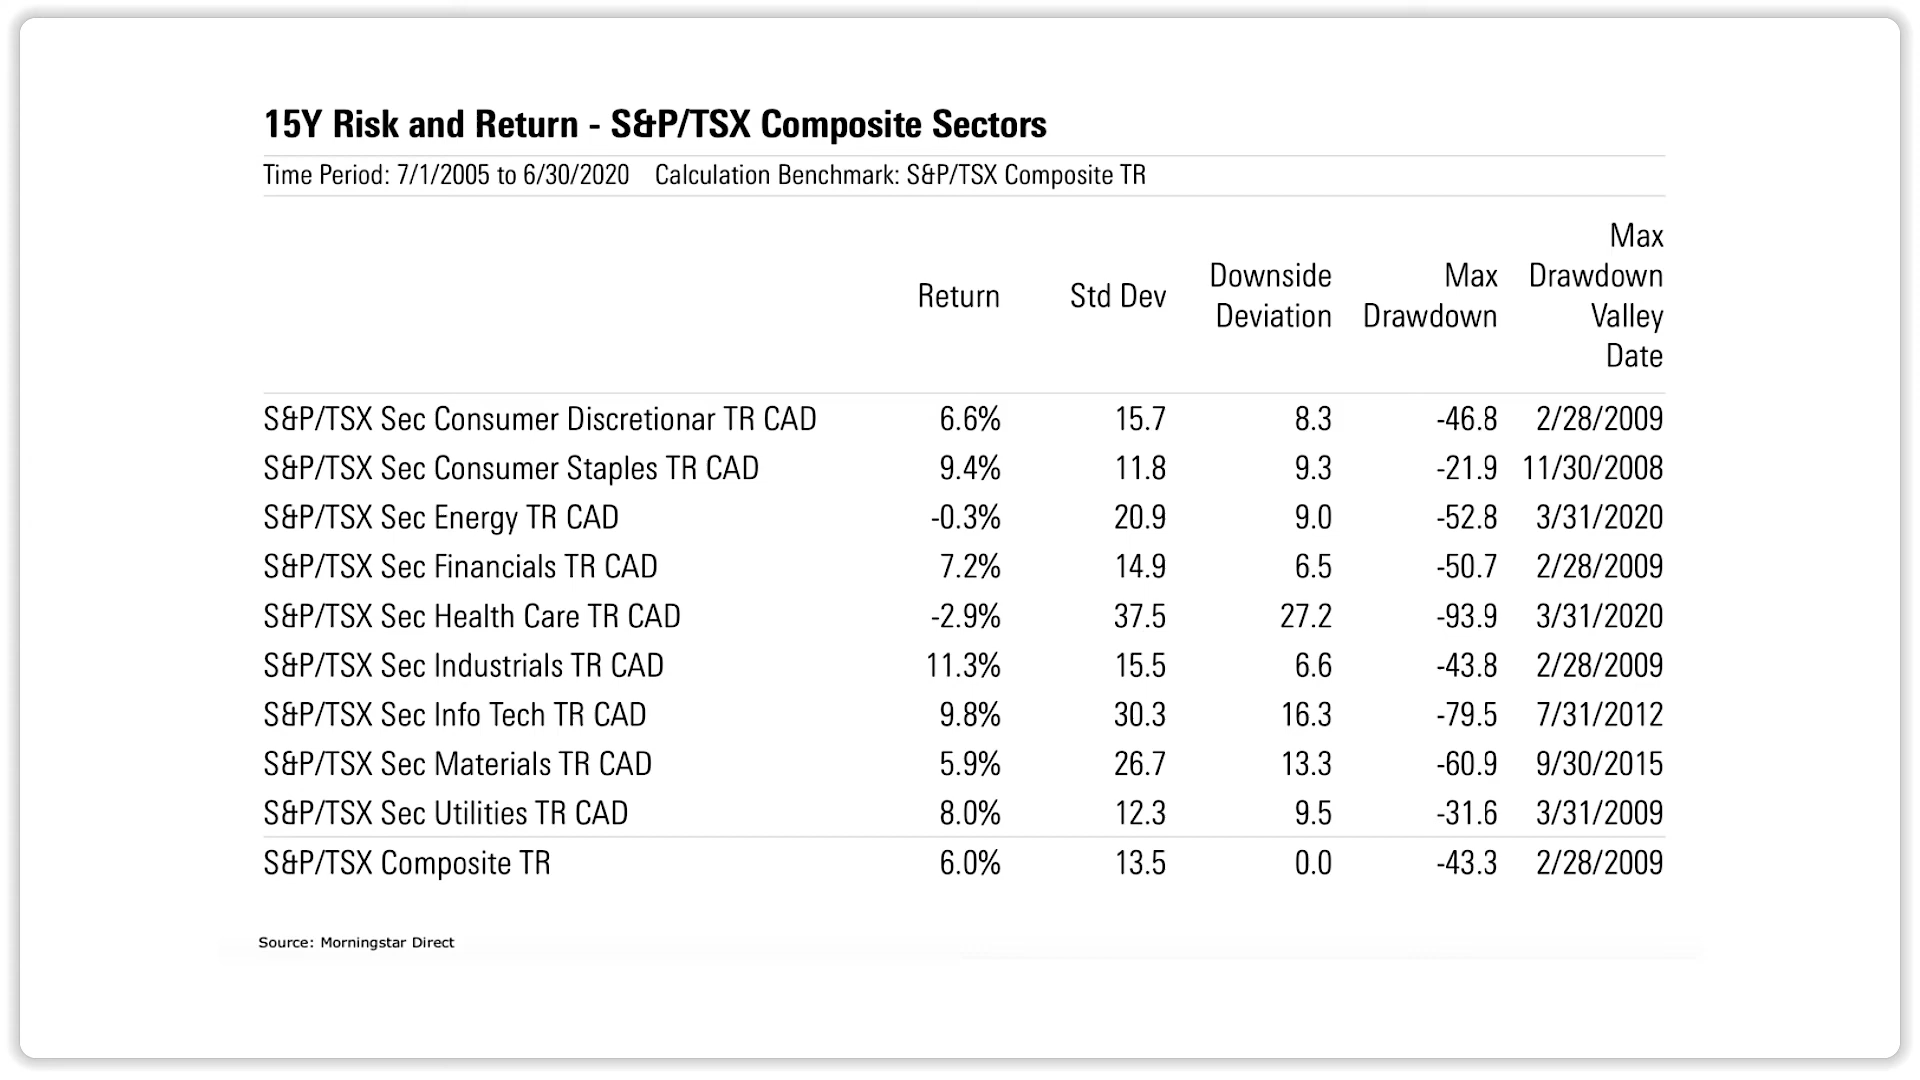 15Y Risk and Return - S&P/TSX Composite Sectors
Time Period: 7/1/2005 to 6/30/2020 Calculation Benchmark: S&P/TSX Composite TR
Return Std Dev Downside Deviation Max Drawdown Max Drawdown Valley Date
S&P/TSX Sec Consumer Discretionar TR CAD 6.6% 15.7 8.3 -46.8 2/28/2009
S&P/TSX Sec Consumer Staples TR CAD 9.4% 11.8 9.3 -21.9 11/30/2008
S&P/TSX Sec Energy TR CAD -0.3% 20.9 9.0 -52.8 3/31/2020
S&P/TSX Sec Financials TR CAD 7.2% 14.9 6.5 -50.7 2/28/2009
S&P/TSX Sec Health Care TR CAD -2.9% 37.5 27.2 -93.9 3/31/2020
S&P/TSX Sec Industrials TR CAD 11.3% 15.5 6.6 -43.8 2/28/2009
S&P/TSX Sec Info Tech TR CAD 9.8% 30.3 16.3 -79.5 7/31/2012
S&P/TSX Sec Materials TR CAD 5.9% 26.7 13.3 -60.9 9/30/2015
S&P/TSX Sec Utilities TR CAD 8.0% 12.3 9.5 -31.6 3/31/2009
S&P/TSX Composite TR 6.0% 13.5 0.0 -43.3 2/28/2009
Source: Morningstar Direct